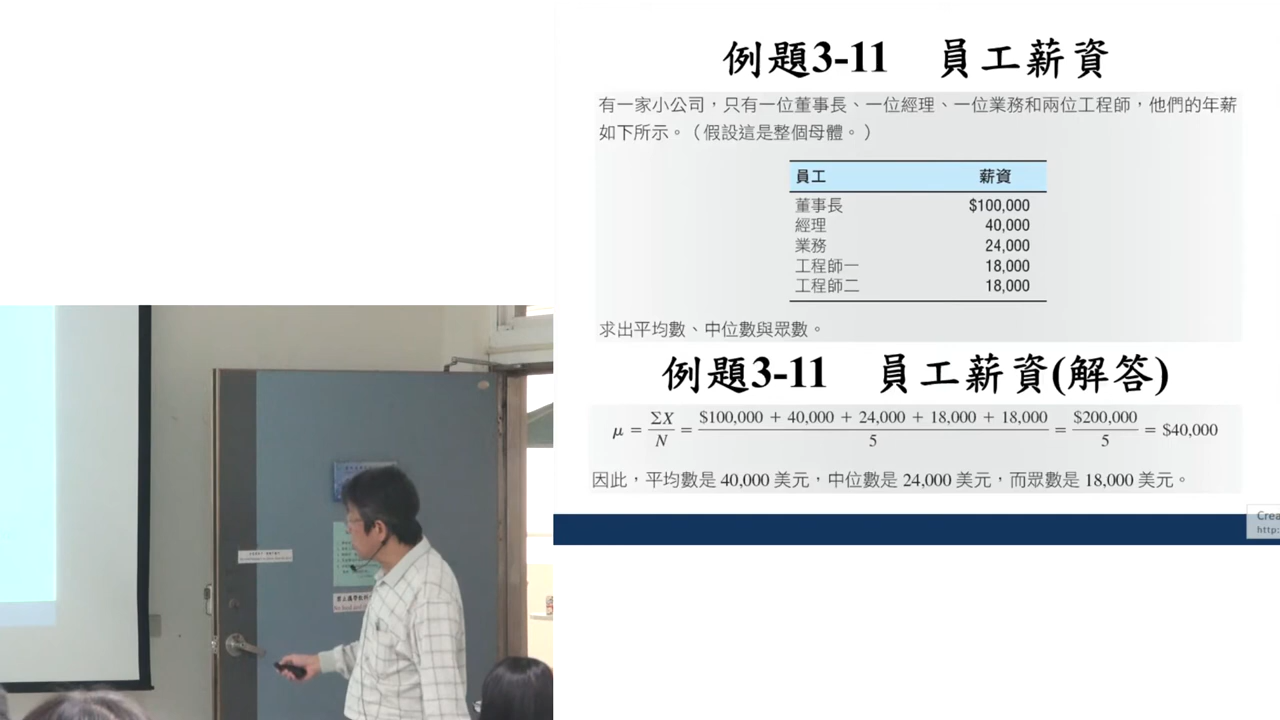 例題3-11 員工薪資
有一家小公司，只有一位董事長、一位經理、一位業務和兩位工程師，他們的年薪
如下所示。（假設這是整個母體。）
員工 薪資
董事長 $100,000
經理 40,000
業務 24,000
工程師一 18,000
工程師二 18,000
求出平均數、中位數與眾數。
例題3-11 員工薪資(解答)
μ = ΣX / N = $100,000 + 40,000 + 24,000 + 18,000 + 18,000 / 5 = $200,000 / 5 = $40,000
因此，平均數是 40,000 美元，中位數是 24,000 美元，而眾數是 18,000 美元。
Crea
http: